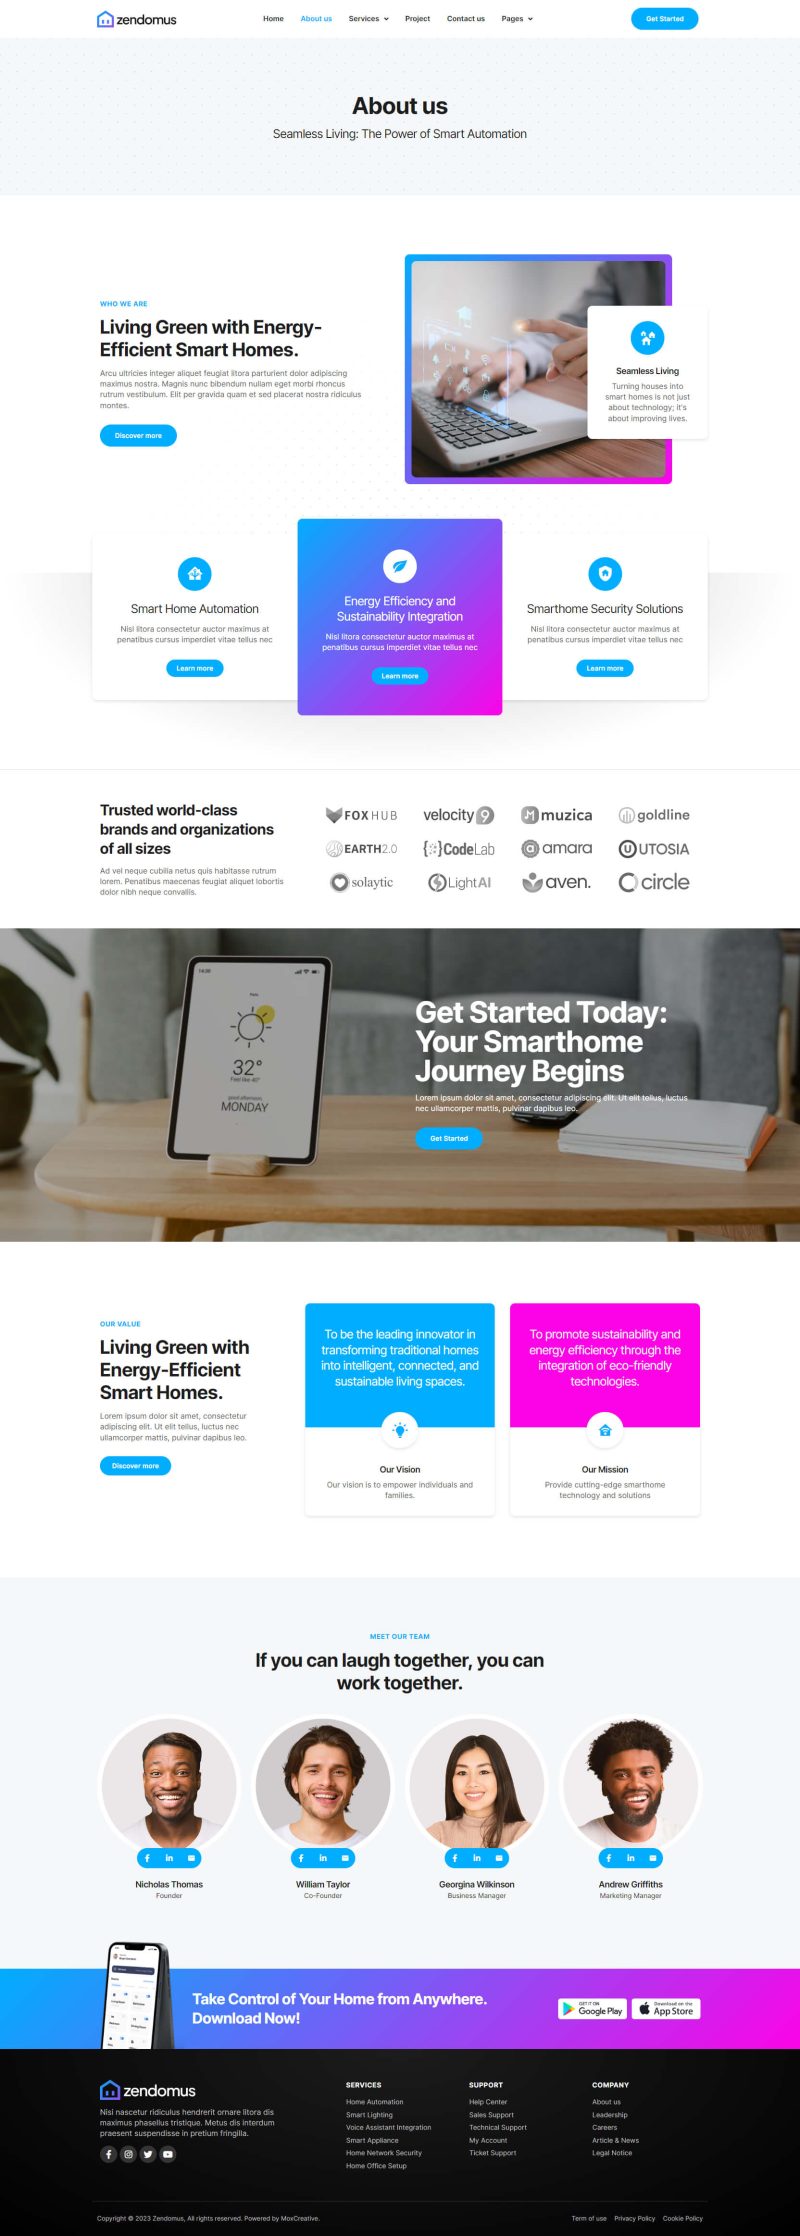 zendomus
Home
About us
Services
Project
Contact us
Pages
Get Started
About us
Seamless Living: The Power of Smart Automation
WHO WE ARE
Living Green with Energy-
Efficient Smart Homes.
Arcu ultricies integer aliquet feugiat litora parturient dolor adipiscing
maximus nostra. Magnis nunc bibendum nullam eget morbi rhoncus
rutrum vestibulum. Elit per gravida quam et sed placerat nostra ridiculus
montes.
Discover more
Seamless Living
Turning houses into
smart homes is not just
about technology; it's
about improving lives.
Smart Home Automation
Nisl litora consectetur auctor maximus at
penatibus cursus imperdiet vitae tellus nec
Learn more
Energy Efficiency and
Sustainability Integration
Nisl litora consectetur auctor maximus at
penatibus cursus imperdiet vitae tellus nec
Learn more
Smarthome Security Solutions
Nisl litora consectetur auctor maximus at
penatibus cursus imperdiet vitae tellus nec
Learn more
Trusted world-class
brands and organizations
of all sizes
Ad vel neque cubilia netus quis habitasse rutrum
lorem. Penatibus maecenas feugiat aliquet lobortis
dolor nibh neque convallis.
FOXHUB
velocity 9
muzica
goldline
EARTH2.0
{:}CodeLab
amara
UTOSIA
solaytic
LightAI
aven.
circle
14:20
Paris
32°
Feel like 40°
good afternoon
MONDAY
Get Started Today:
Your Smarthome
Journey Begins
Lorem ipsum dolor sit amet, consectetur adipiscing elit. Ut elit tellus, luctus
nec ullamcorper mattis, pulvinar dapibus leo.
Get Started
OUR VALUE
Living Green with
Energy-Efficient
Smart Homes.
Lorem ipsum dolor sit amet, consectetur
adipiscing elit. Ut elit tellus, luctus nec
ullamcorper mattis, pulvinar dapibus leo.
Discover more
To be the leading innovator in
transforming traditional homes
into intelligent, connected, and
sustainable living spaces.
Our Vision
Our vision is to empower individuals and
families.
To promote sustainability and
energy efficiency through the
integration of eco-friendly
technologies.
Our Mission
Provide cutting-edge smarthome
technology and solutions
MEET OUR TEAM
If you can laugh together, you can
work together.
Nicholas Thomas
Founder
William Taylor
Co-Founder
Georgina Wilkinson
Business Manager
Andrew Griffiths
Marketing Manager
Take Control of Your Home from Anywhere.
Download Now!
GET IT ON
Google Play
Download on the
App Store
zendomus
Nisi nascetur ridiculus hendrerit ornare litora dis
maximus phasellus tristique. Metus dis interdum
praesent suspendisse in pretium fringilla.
SERVICES
Home Automation
Smart Lighting
Voice Assistant Integration
Smart Appliance
Home Network Security
Home Office Setup
SUPPORT
Help Center
Sales Support
Technical Support
My Account
Ticket Support
COMPANY
About us
Leadership
Careers
Article & News
Legal Notice
Copyright © 2023 Zendomus, All rights reserved. Powered by MoxCreative.
Term of use
Privacy Policy
Cookie Policy